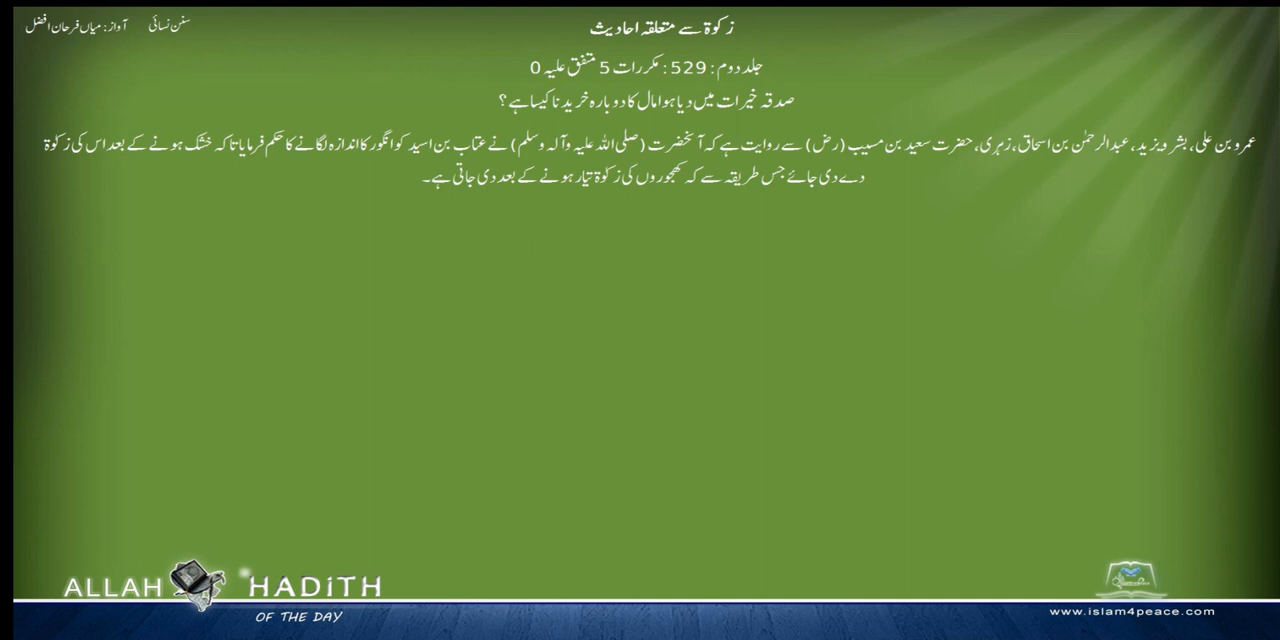 سنن نسائی آواز: میاں فرحان افضل
زکوۃ سے متعلقہ احادیث
جلد دوم : 529 : مکررات 5 متفق علیہ 0
صدقہ خیرات میں دیا ہوا مال کا دوبارہ خریدنا کیسا ہے ؟
عمرو بن علی، بشر ویزید، عبدالرحمٰن بن اسحاق، زہری، حضرت سعید بن مسیب (رض) سے روایت ہے کہ آنحضرت (صلی اللہ علیہ وآلہ وسلم) نے عتاب بن اسید کو انگور کا اندازہ لگانے کا حکم فرمایا تاکہ خشک ہونے کے بعد اس کی زکوٰۃ
دے دی جائے جس طریقہ سے کہ کھجوروں کی زکوٰۃ تیار ہونے کے بعد دی جاتی ہے۔
ALLAH HADITH
OF THE DAY
www.islam4peace.com